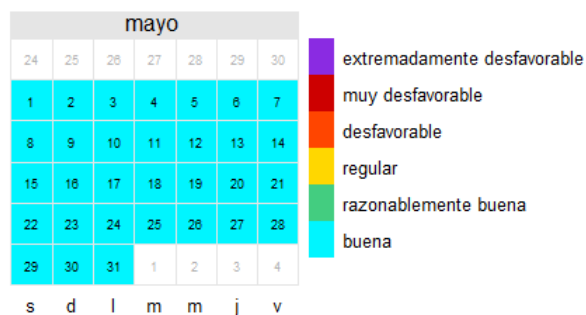 mayo
24 25 26 27 28 29 30
1 2 3 4 5 6 7
8 9 10 11 12 13 14
15 16 17 18 19 20 21
22 23 24 25 26 27 28
29 30 31 1 2 3 4
s d l m m j v
extremadamente desfavorable
muy desfavorable
desfavorable
regular
razonablemente buena
buena